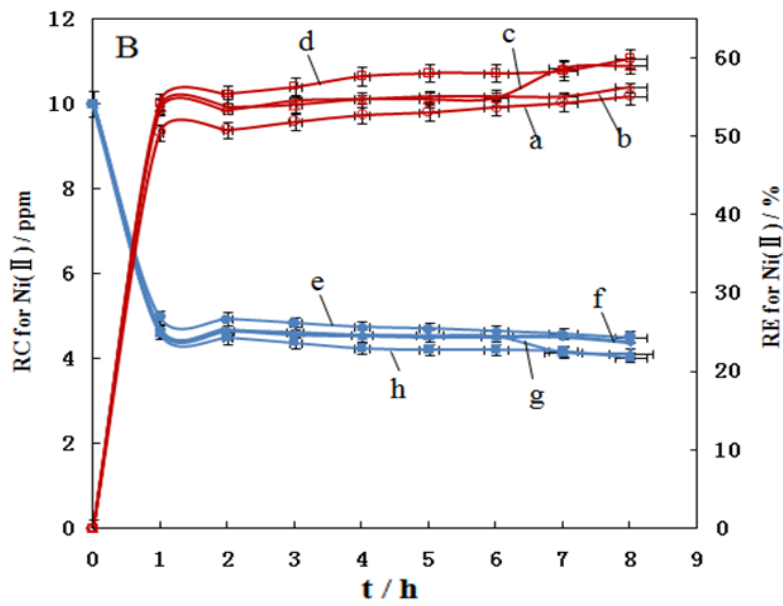 B
RC for Ni(Ⅱ) / ppm
12
10
8
6
4
2
0
RE for Ni(Ⅱ) / %
60
50
40
30
20
10
0
d
c
a
b
e
f
h
g
0 1 2 3 4 5 6 7 8 9
t / h